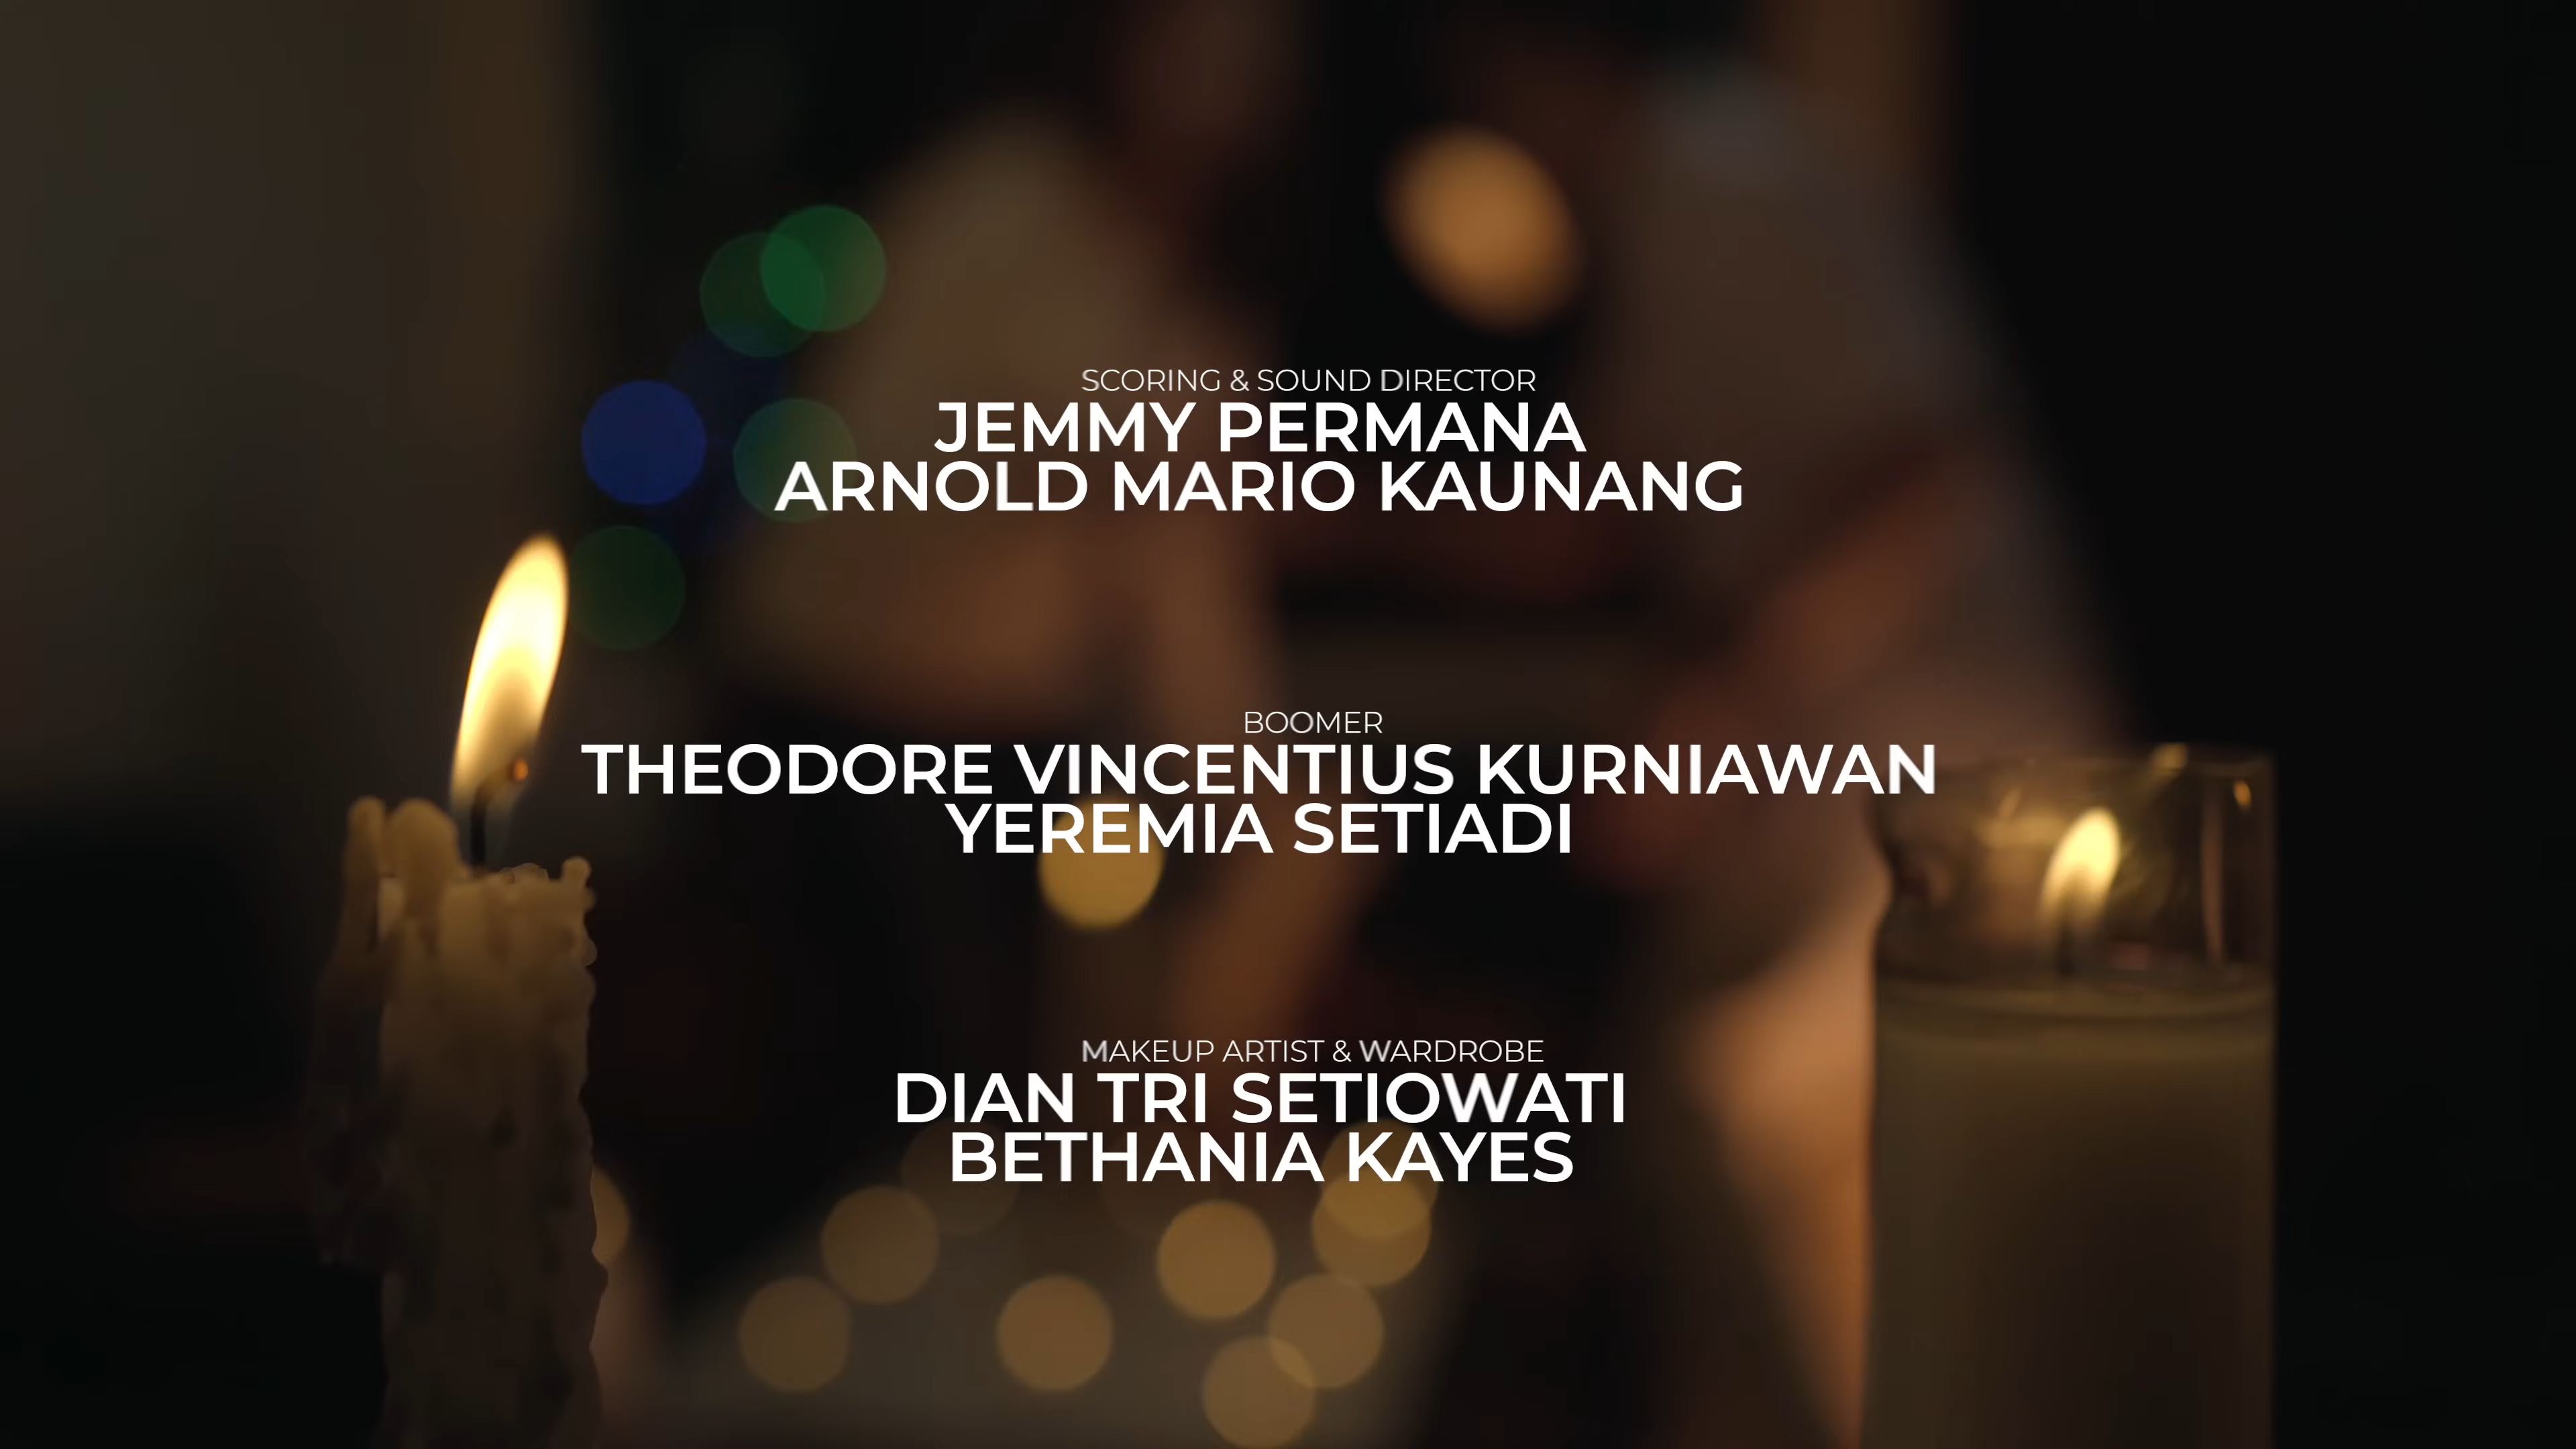 SCORING & SOUND DIRECTOR
JEMMY PERMANA
ARNOLD MARIO KAUNANG
BOOMER
THEODORE VINCENTIUS KURNIAWAN
YEREMIA SETIADI
MAKEUP ARTIST & WARDROBE
DIAN TRI SETIOWATI
BETHANIA KAYES